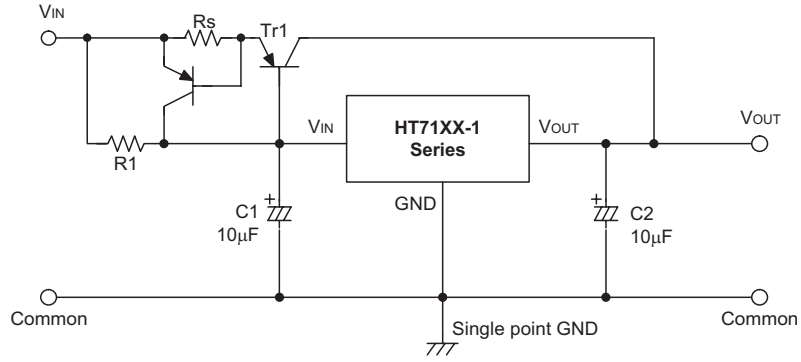 VIN
Rs
Tr1
R1
VIN
HT71XX-1
Series
VOUT
VOUT
GND
C1
10μF
C2
10μF
Common
Single point GND
Common